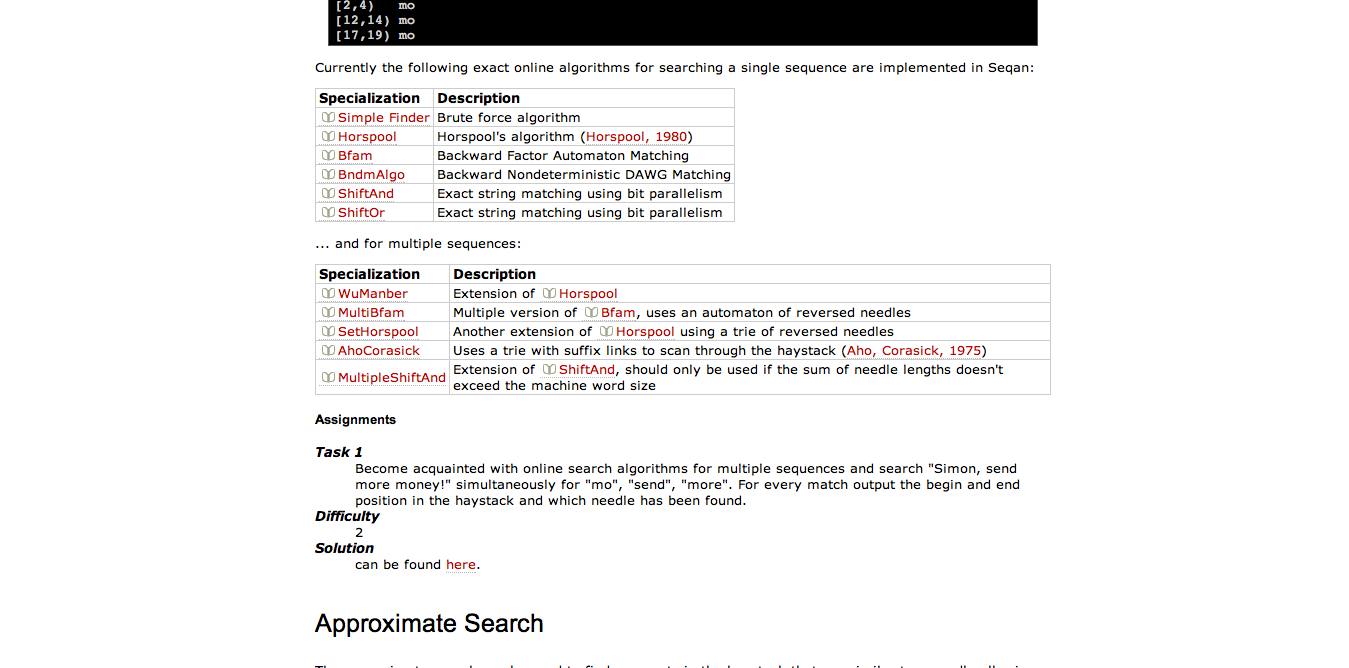 [2,4) mo
[12,14) mo
[17,19) mo
Currently the following exact online algorithms for searching a single sequence are implemented in Seqan:
Specialization Description
Simple Finder Brute force algorithm
Horspool Horspool's algorithm (Horspool, 1980)
Bfam Backward Factor Automaton Matching
BndmAlgo Backward Nondeterministic DAWG Matching
ShiftAnd Exact string matching using bit parallelism
ShiftOr Exact string matching using bit parallelism
... and for multiple sequences:
Specialization Description
WuManber Extension of Horspool
MultiBfam Multiple version of Bfam, uses an automaton of reversed needles
SetHorspool Another extension of Horspool using a trie of reversed needles
AhoCorasick Uses a trie with suffix links to scan through the haystack (Aho, Corasick, 1975)
MultipleShiftAnd Extension of ShiftAnd, should only be used if the sum of needle lengths doesn't
exceed the machine word size
Assignments
Task 1
Become acquainted with online search algorithms for multiple sequences and search "Simon, send
more money!" simultaneously for "mo", "send", "more". For every match output the begin and end
position in the haystack and which needle has been found.
Difficulty
2
Solution
can be found here.
Approximate Search